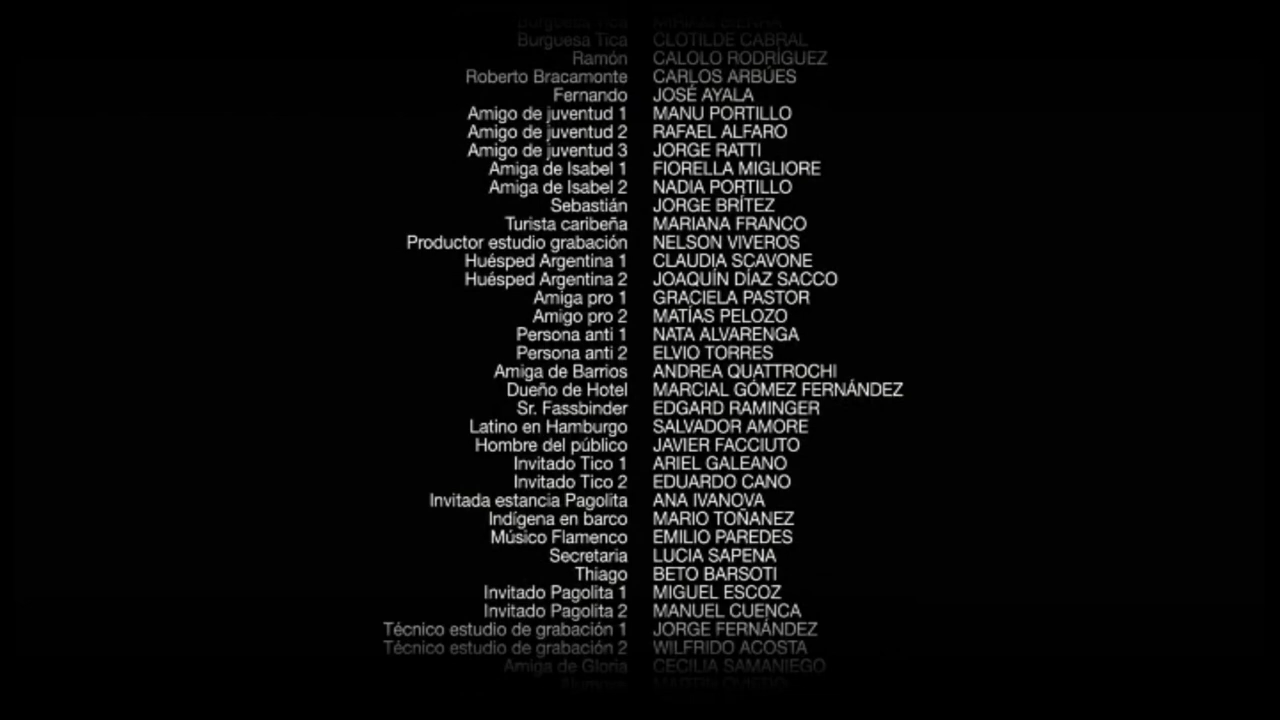 Burguesa Tica CLOTILDE CABRAL
Ramón CALOLO RODRÍGUEZ
Roberto Bracamonte CARLOS ARBÚES
Fernando JOSÉ AYALA
Amigo de juventud 1 MANU PORTILLO
Amigo de juventud 2 RAFAEL ALFARO
Amigo de juventud 3 JORGE RATTI
Amiga de Isabel 1 FIORELLA MIGLIORE
Amiga de Isabel 2 NADIA PORTILLO
Sebastián JORGE BRÍTEZ
Turista caribeña MARIANA FRANCO
Productor estudio grabación NELSON VIVEROS
Huésped Argentina 1 CLAUDIA SCAVONE
Huésped Argentina 2 JOAQUÍN DÍAZ SACCO
Amiga pro 1 GRACIELA PASTOR
Amigo pro 2 MATÍAS PELOZO
Persona anti 1 NATA ALVARENGA
Persona anti 2 ELVIO TORRES
Amiga de Barrios ANDREA QUATTROCHI
Dueño de Hotel MARCIAL GÓMEZ FERNÁNDEZ
Sr. Fassbinder EDGARD RAMINGER
Latino en Hamburgo SALVADOR AMORE
Hombre del público JAVIER FACCIUTO
Invitado Tico 1 ARIEL GALEANO
Invitado Tico 2 EDUARDO CANO
Invitada estancia Pagolita ANA IVANOVA
Indígena en barco MARIO TOÑANEZ
Músico Flamenco EMILIO PAREDES
Secretaria LUCIA SAPENA
Thiago BETO BARSOTI
Invitado Pagolita 1 MIGUEL ESCOZ
Invitado Pagolita 2 MANUEL CUENCA
Técnico estudio de grabación 1 JORGE FERNÁNDEZ
Técnico estudio de grabación 2 WILFRIDO ACOSTA
Amiga de Gloria CECILIA SAMANIEGO